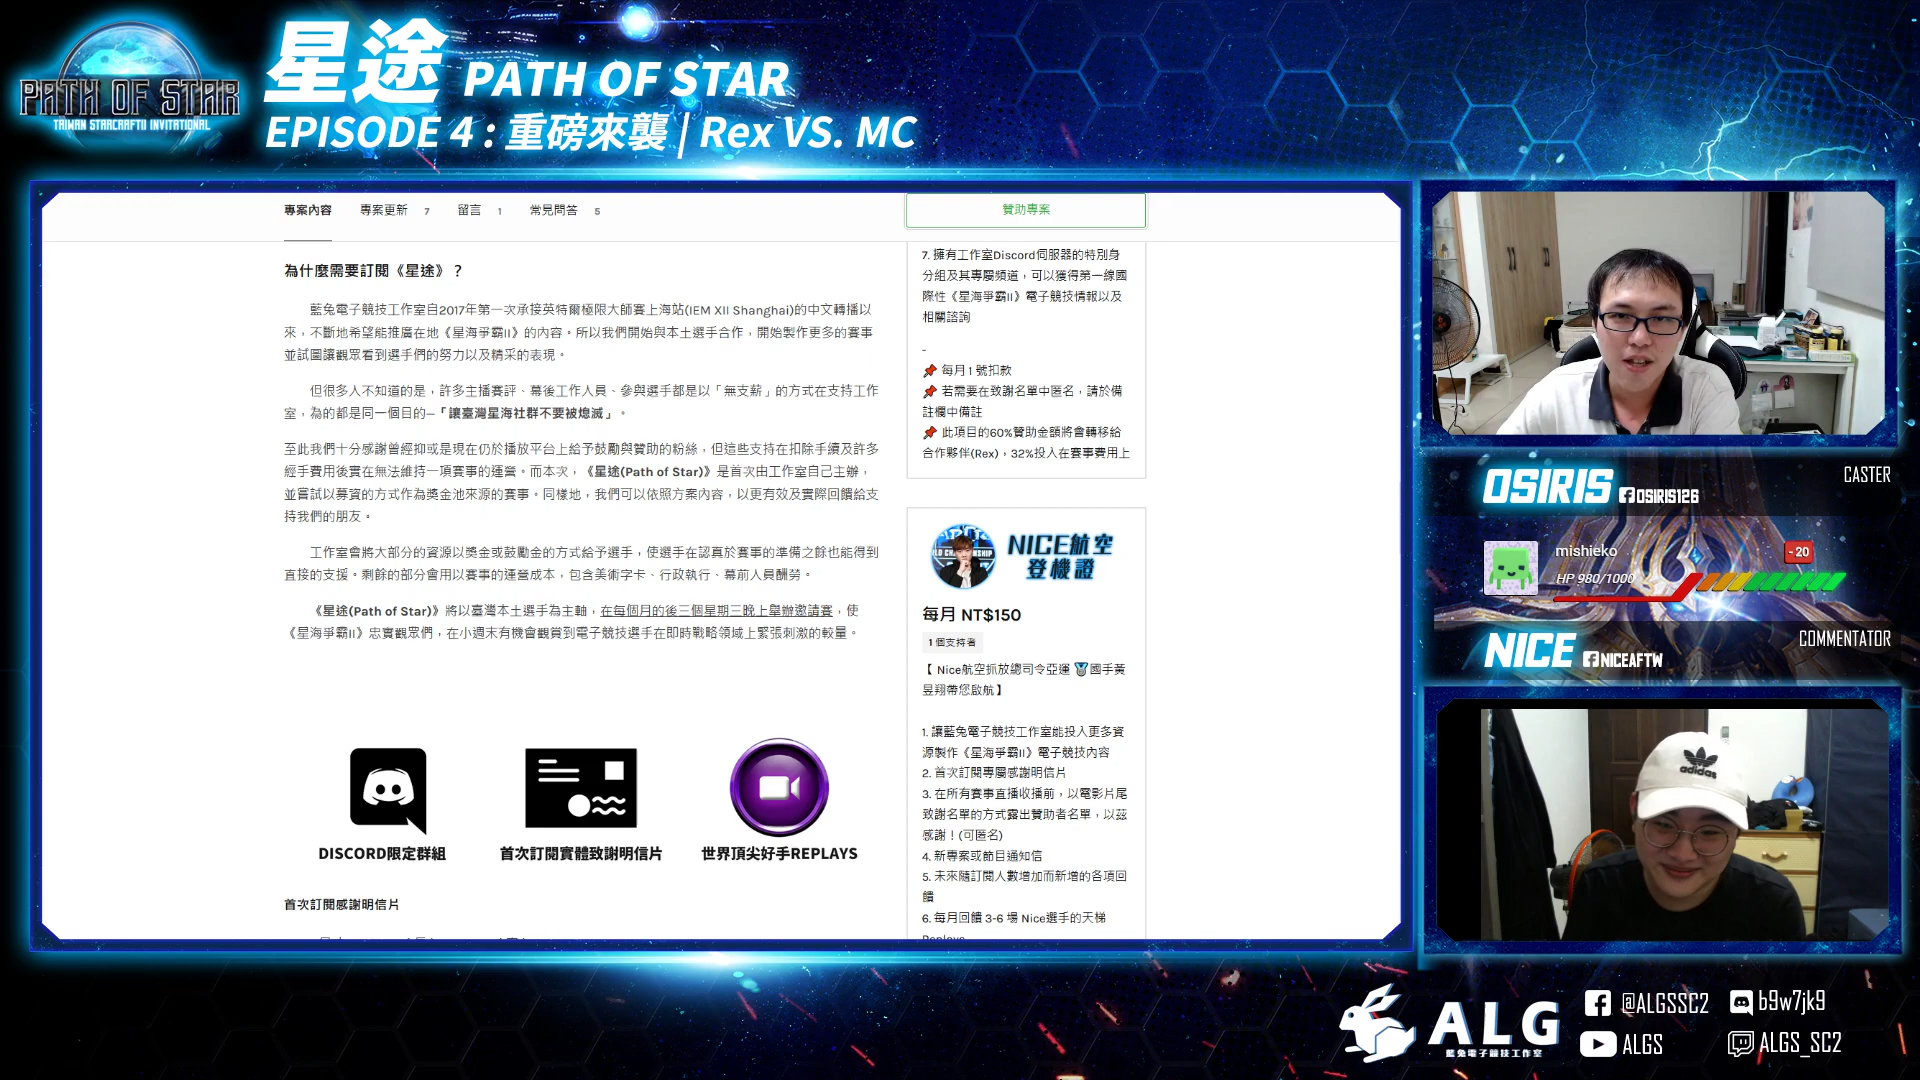 PATH OF STAR
TAIWAN STARCRAFTII INVITATIONAL
星途 PATH OF STAR
EPISODE 4 : 重磅來襲 | Rex VS. MC
專案內容 專案更新 7 留言 1 常見問答 5
贊助專案
為什麼需要訂閱《星途》？
藍兔電子競技工作室自2017年第一次承接英特爾極限大師賽上海站(IEM XII Shanghai)的中文轉播以
來，不斷地希望能推廣在地《星海爭霸II》的內容。所以我們開始與本土選手合作，開始製作更多的賽事
並試圖讓觀眾看到選手們的努力以及精采的表現。
但很多人不知道的是，許多主播賽評、幕後工作人員、參與選手都是以「無支薪」的方式在支持工作
室，為的都是同一個目的—「讓臺灣星海社群不要被熄滅」。
至此我們十分感謝曾經抑或是現在仍於播放平台上給予鼓勵與贊助的粉絲，但這些支持在扣除手續及許多
經手費用後實在無法維持一項賽事的運營。而本次，《星途(Path of Star)》是首次由工作室自己主辦，
並嘗試以募資的方式作為獎金池來源的賽事。同樣地，我們可以依照方案內容，以更有效及實際回饋給支
持我們的朋友。
工作室會將大部分的資源以獎金或鼓勵金的方式給予選手，使選手在認真於賽事的準備之餘也能得到
直接的支援。剩餘的部分會用以賽事的運營成本，包含美術字卡、行政執行、幕前人員酬勞。
《星途(Path of Star)》將以臺灣本土選手為主軸，在每個月的後三個星期三晚上舉辦邀請賽，使
《星海爭霸II》忠實觀眾們，在小週末有機會觀賞到電子競技選手在即時戰略領域上緊張刺激的較量。
DISCORD限定群組
首次訂閱實體致謝明信片
世界頂尖好手REPLAYS
首次訂閱感謝明信片
7. 擁有工作室Discord伺服器的特別身
分組及其專屬頻道，可以獲得第一線國
際性《星海爭霸II》電子競技情報以及
相關諮詢
-
📌 每月 1 號扣款
📌 若需要在致謝名單中匿名，請於備
註欄中備註
📌 此項目的60%贊助金額將會轉移給
合作夥伴(Rex)，32%投入在賽事費用上
NICE航空
登機證
每月 NT$150
1 個支持者
【 Nice航空抓放總司令亞運 🏅國手黃
昱翔帶您啟航 】
1. 讓藍兔電子競技工作室能投入更多資
源製作《星海爭霸II》電子競技內容
2. 首次訂閱專屬感謝明信片
3. 在所有賽事直播收播前，以電影片尾
致謝名單的方式露出贊助者名單，以茲
感謝！(可匿名)
4. 新專案或節目通知信
5. 未來隨訂閱人數增加而新增的各項回
饋
6. 每月回饋 3-6 場 Nice選手的天梯
Replays
OSIRIS OSIRIS126
CASTER
mishieko
-20
HP 980/1000
NICE NICEAFTW
COMMENTATOR
adidas
ALG
藍兔電子競技工作室
@ALGSSC2
b9w7jk9
ALGS
ALGS_SC2